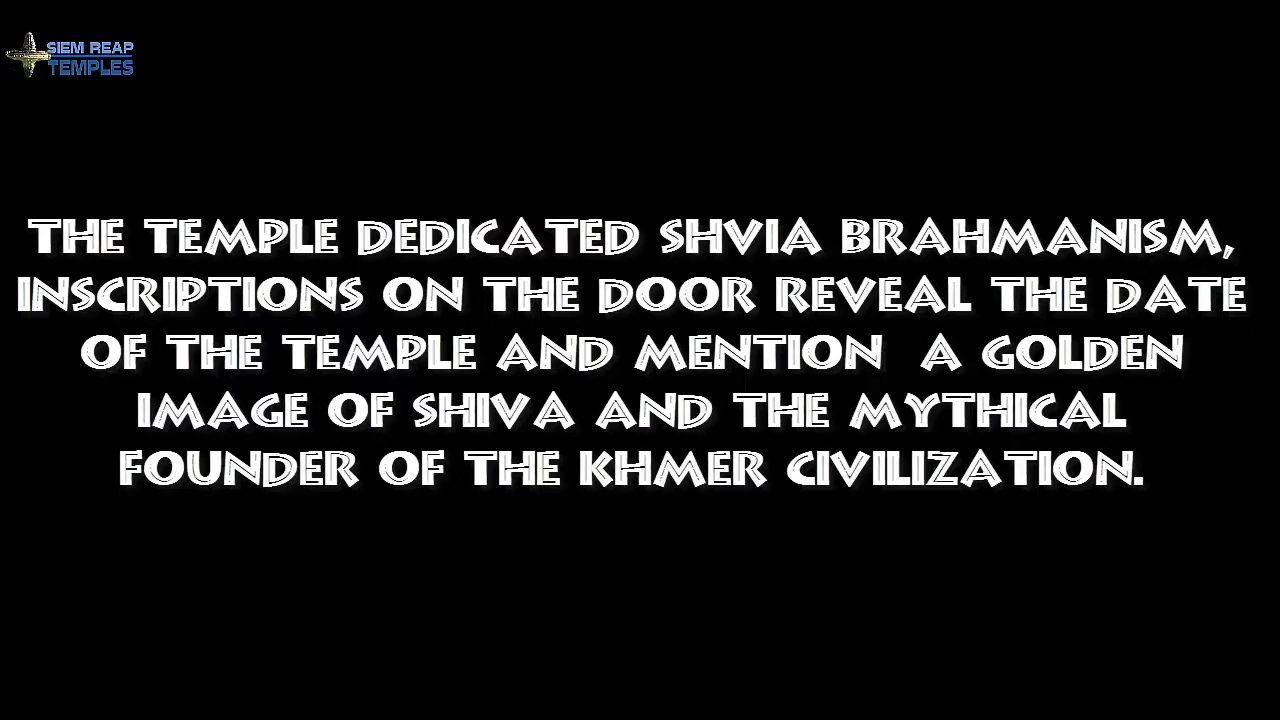 SIEM REAP
TEMPLES
THE TEMPLE DEDICATED SHVIA BRAHMANISM,
INSCRIPTIONS ON THE DOOR REVEAL THE DATE
OF THE TEMPLE AND MENTION A GOLDEN
IMAGE OF SHIVA AND THE MYTHICAL
FOUNDER OF THE KHMER CIVILIZATION.